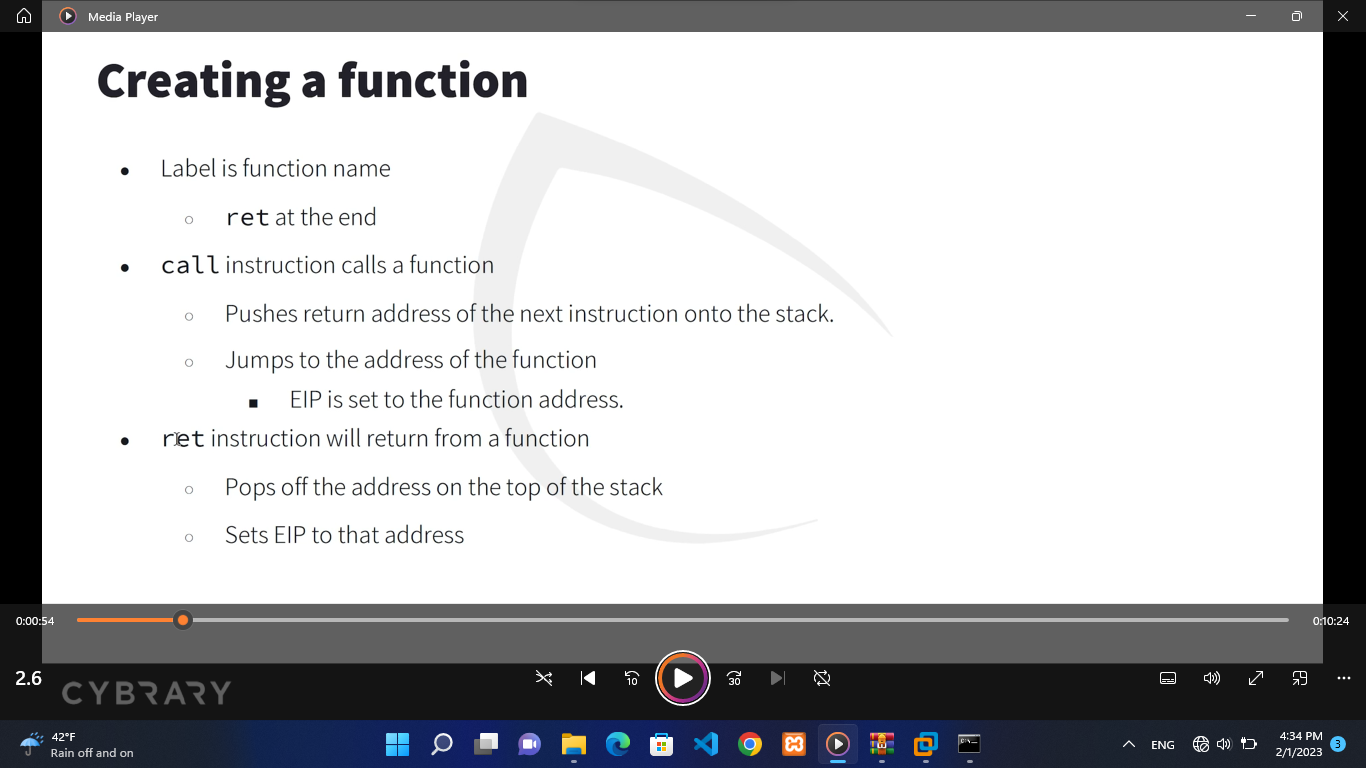 Media Player
Creating a function
Label is function name
ret at the end
call instruction calls a function
Pushes return address of the next instruction onto the stack.
Jumps to the address of the function
EIP is set to the function address.
ret instruction will return from a function
Pops off the address on the top of the stack
Sets EIP to that address
0:00:54
0:10:24
2.6
CYBRARY
10
30
42°F
Rain off and on
ENG
4:34 PM
2/1/2023
3